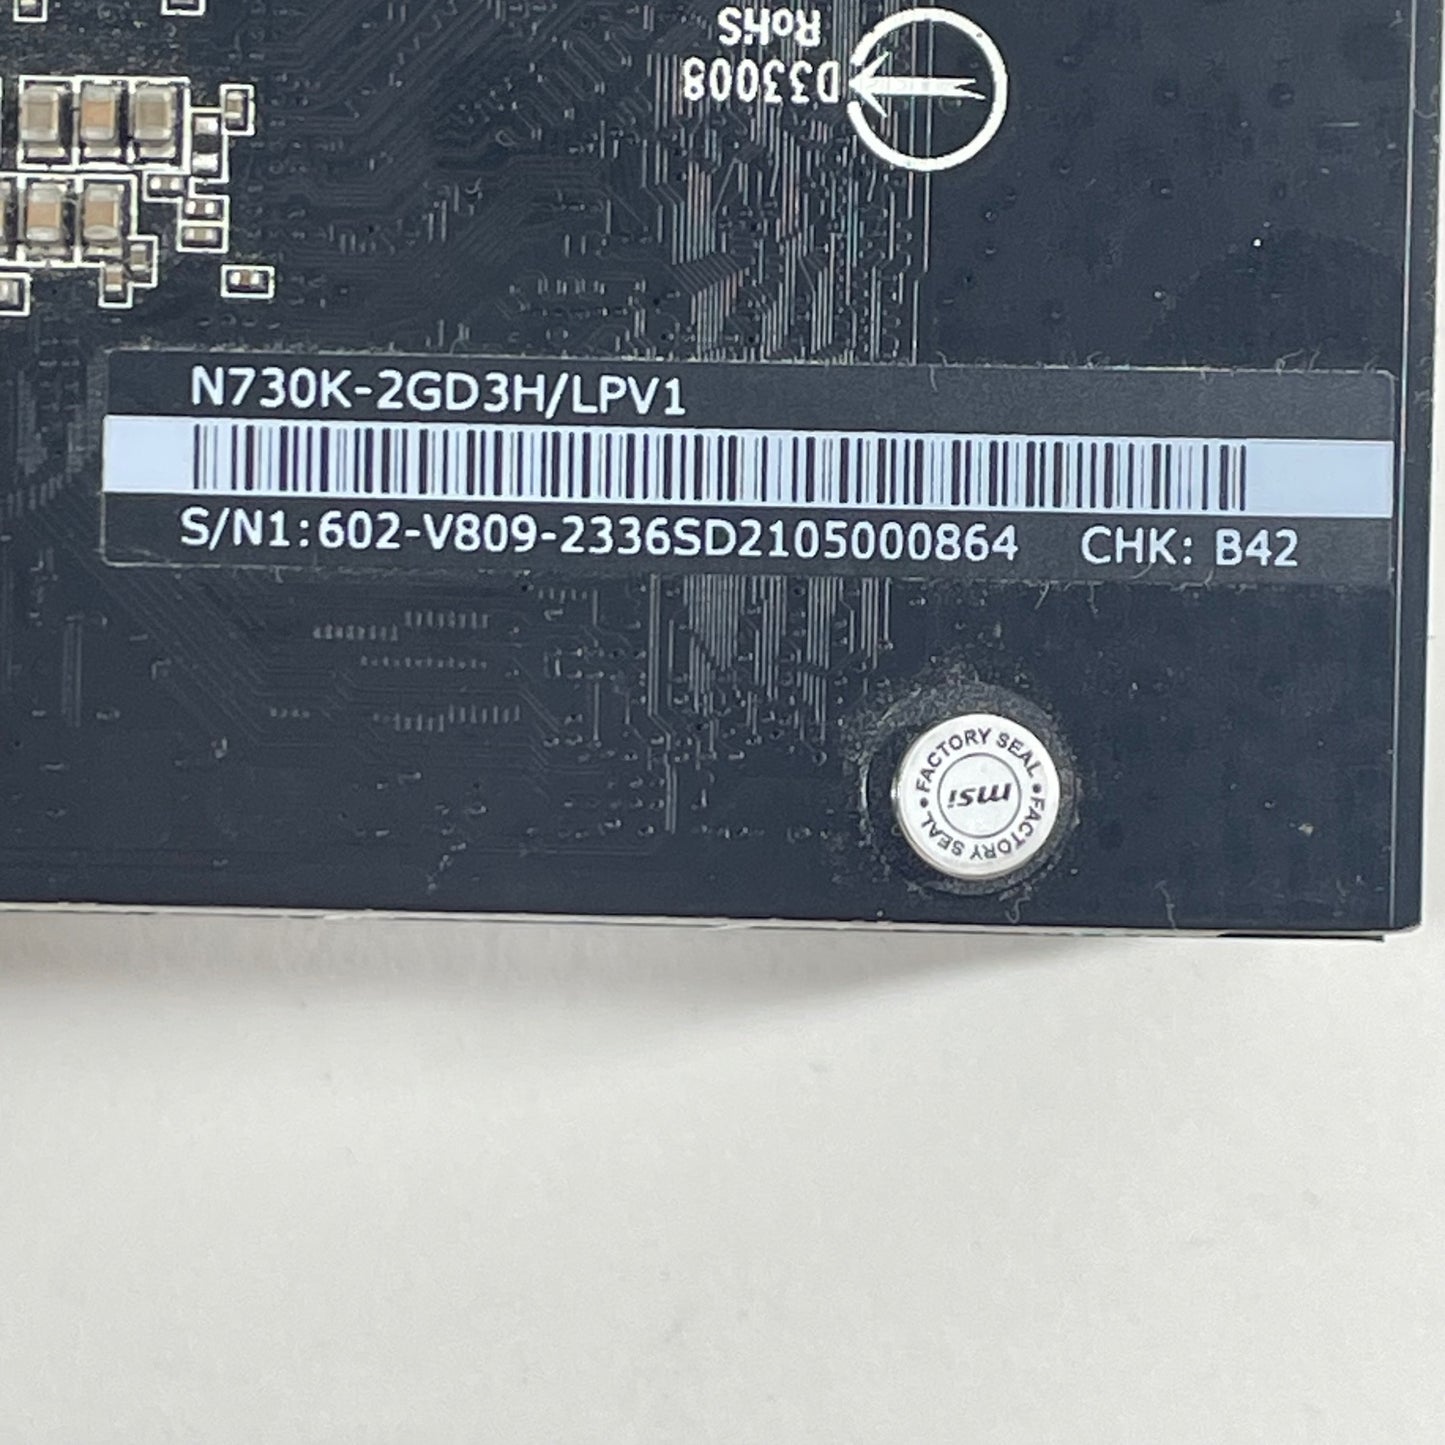 D33008
RoHS
N730K-2GD3H/LPV1
S/N1:602-V809-2336SD2105000864 CHK: B42
FACTORY SEAL • FACTORY SEAL •
msi